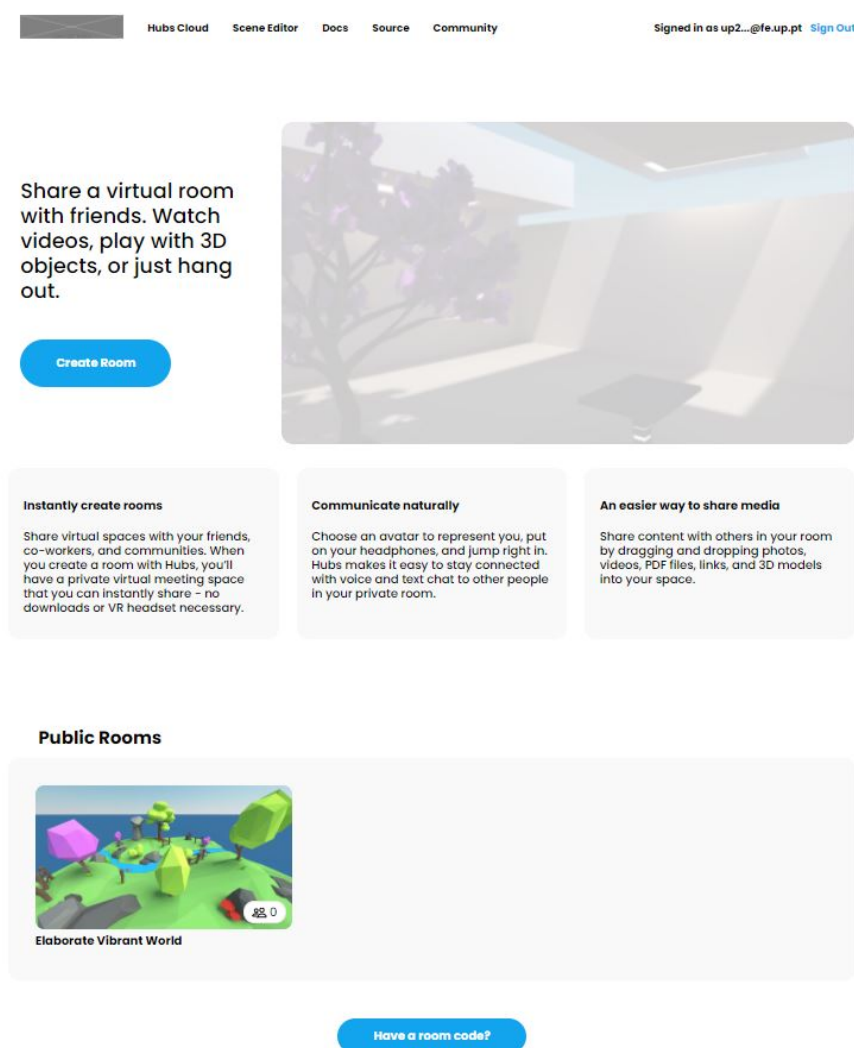 Hubs Cloud Scene Editor Docs Source Community Signed in as up2...@fe.up.pt Sign Out
Share a virtual room
with friends. Watch
videos, play with 3D
objects, or just hang
out.
Create Room
Instantly create rooms
Share virtual spaces with your friends,
co-workers, and communities. When
you create a room with Hubs, you'll
have a private virtual meeting space
that you can instantly share - no
downloads or VR headset necessary.
Communicate naturally
Choose an avatar to represent you, put
on your headphones, and jump right in.
Hubs makes it easy to stay connected
with voice and text chat to other people
in your private room.
An easier way to share media
Share content with others in your room
by dragging and dropping photos,
videos, PDF files, links, and 3D models
into your space.
Public Rooms
0
Elaborate Vibrant World
Have a room code?